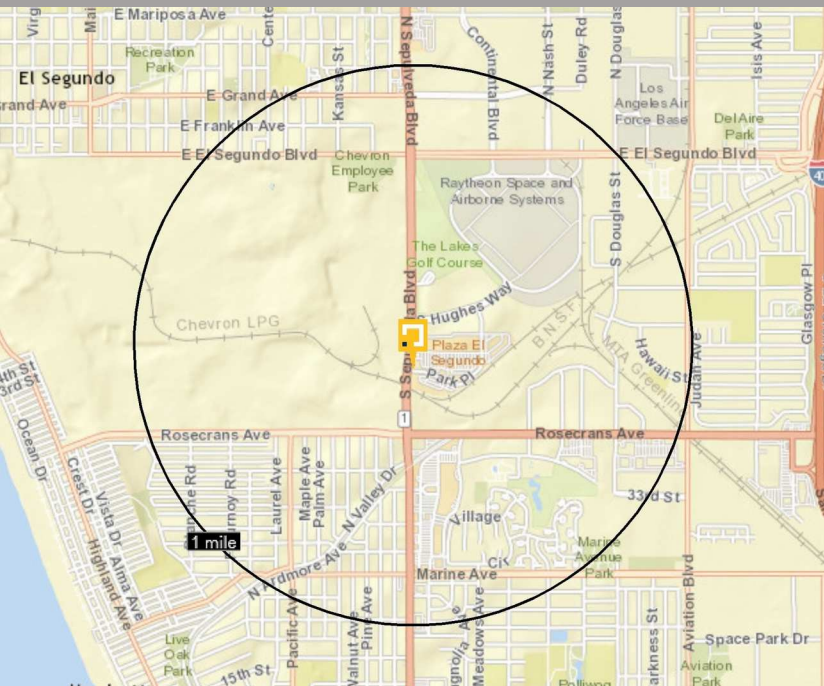 E Mariposa Ave
Recreation
Park
El Segundo
E Grand Ave
Grand Ave
Kansas St
E Franklin Ave
E El Segundo Blvd
Chevron
Employee
Park
N Sepulveda Blvd
Continental Blvd
N Nash St
Duley Rd
N Douglas
Isis Ave
Los
Angeles Air
Force Base
Del Aire
Park
E El Segundo Blvd
Raytheon Space and
Airborne Systems
S Douglas St
The Lakes
Golf Course
S Hughes Way
Glasgow Pl
Chevron LPG
BNSF
Plaza El
Segundo
Park Pl
MTA Greenline
Hawaii St
Judah Ave
1
4th St
3rd St
Rosecrans Ave
Rosecrans Ave
Ocean Dr
Crest Dr
Vista Dr
Alma Ave
Highland Ave
Laurel Ave
Maple Ave
Palm Ave
N Valley Dr
33rd St
Village
Cir
1 mile
N Ardmore Ave
Marine Ave
Marine
Avenue
Park
Pacific Ave
Walnut Ave
Pine Ave
Meadows Ave
Aviation Blvd
Space Park Dr
Live
Oak
Park
15th St
Polliwog
Aviation
Park